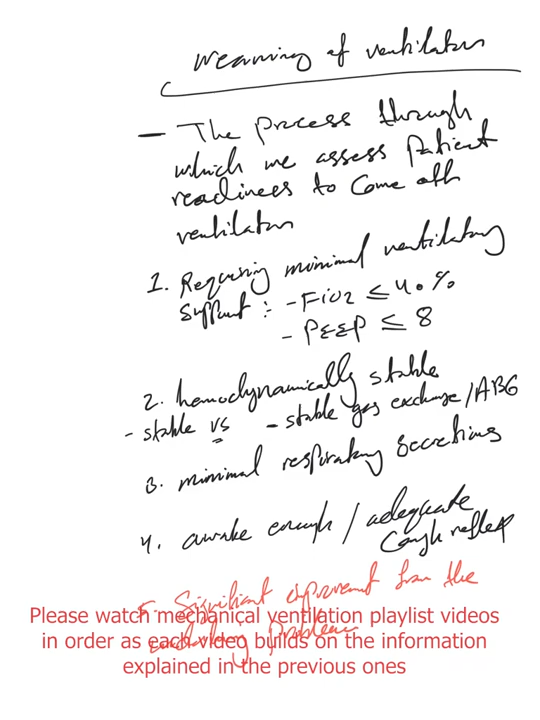 weaning of ventilator
- The process through
which we assess patient
readiness to come off
ventilator
1. Requiring minimal ventilatory
support : - FiO2 ≤ 40 %
- PEEP ≤ 8
2. hemodynamically stable
- stable vs - stable gas exchange / ABG
3. minimal respiratory secretions
4. awake enough / adequate
cough reflex
5. Significant improvement from the
underlying problem
Please watch mechanical ventilation playlist videos
in order as each video builds on the information
explained in the previous ones